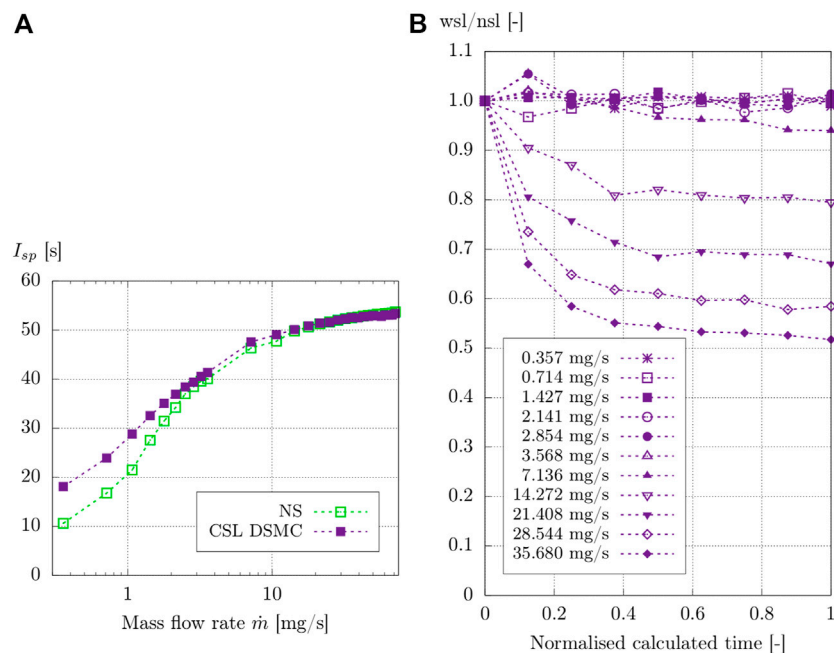 A
I_sp [s]
60
50
40
30
20
10
0
NS
CSL DSMC
1
10
Mass flow rate ṁ [mg/s]
B
wsl/nsl [-]
1.1
1.0
0.9
0.8
0.7
0.6
0.5
0.4
0.3
0.2
0.1
0
0.357 mg/s
0.714 mg/s
1.427 mg/s
2.141 mg/s
2.854 mg/s
3.568 mg/s
7.136 mg/s
14.272 mg/s
21.408 mg/s
28.544 mg/s
35.680 mg/s
0
0.2
0.4
0.6
0.8
1
Normalised calculated time [-]